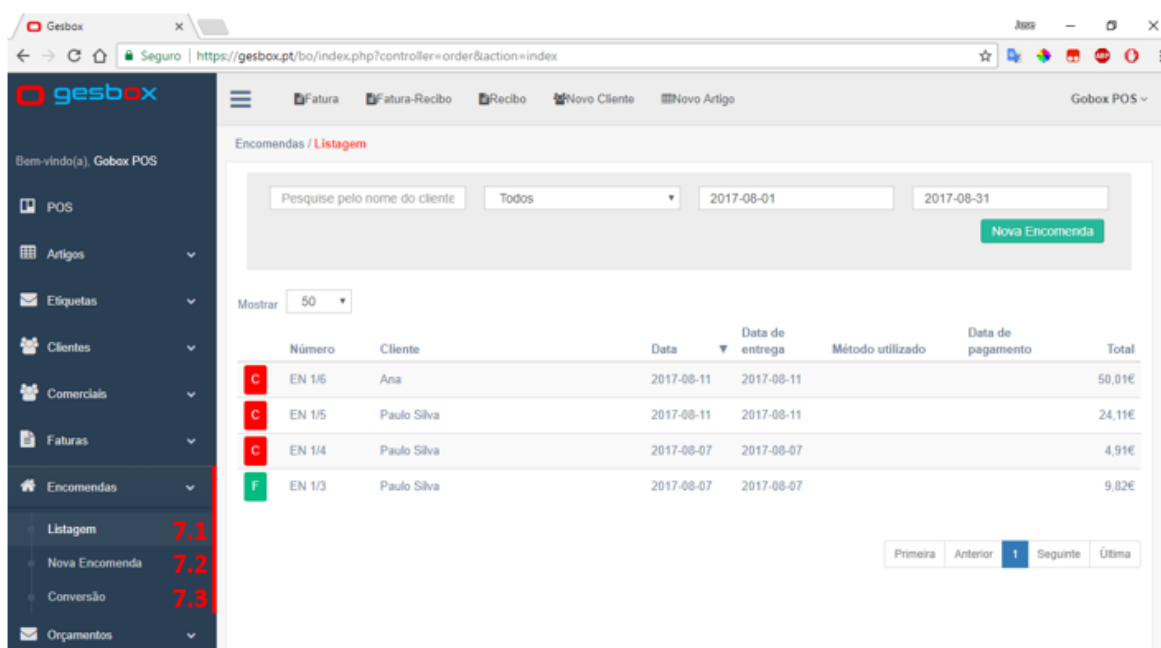 Gesbox
Seguro | https://gesbox.pt/bo/index.php?controller=order&action=index
ABP
gesbox
Fatura Fatura-Recibo Recibo Novo Cliente Novo Artigo Gobox POS
Bem-vindo(a), Gobox POS
POS
Artigos
Etiquetas
Clientes
Comerciais
Faturas
Encomendas
Listagem 7.1
Nova Encomenda 7.2
Conversão 7.3
Orçamentos
Encomendas / Listagem
Pesquise pelo nome do cliente Todos 2017-08-01 2017-08-31
Nova Encomenda
Mostrar 50
Número Cliente Data Data de entrega Método utilizado Data de pagamento Total
C EN 1/6 Ana 2017-08-11 2017-08-11 50,01€
C EN 1/5 Paulo Silva 2017-08-11 2017-08-11 24,11€
C EN 1/4 Paulo Silva 2017-08-07 2017-08-07 4,91€
F EN 1/3 Paulo Silva 2017-08-07 2017-08-07 9,82€
Primeira Anterior 1 Seguinte Última